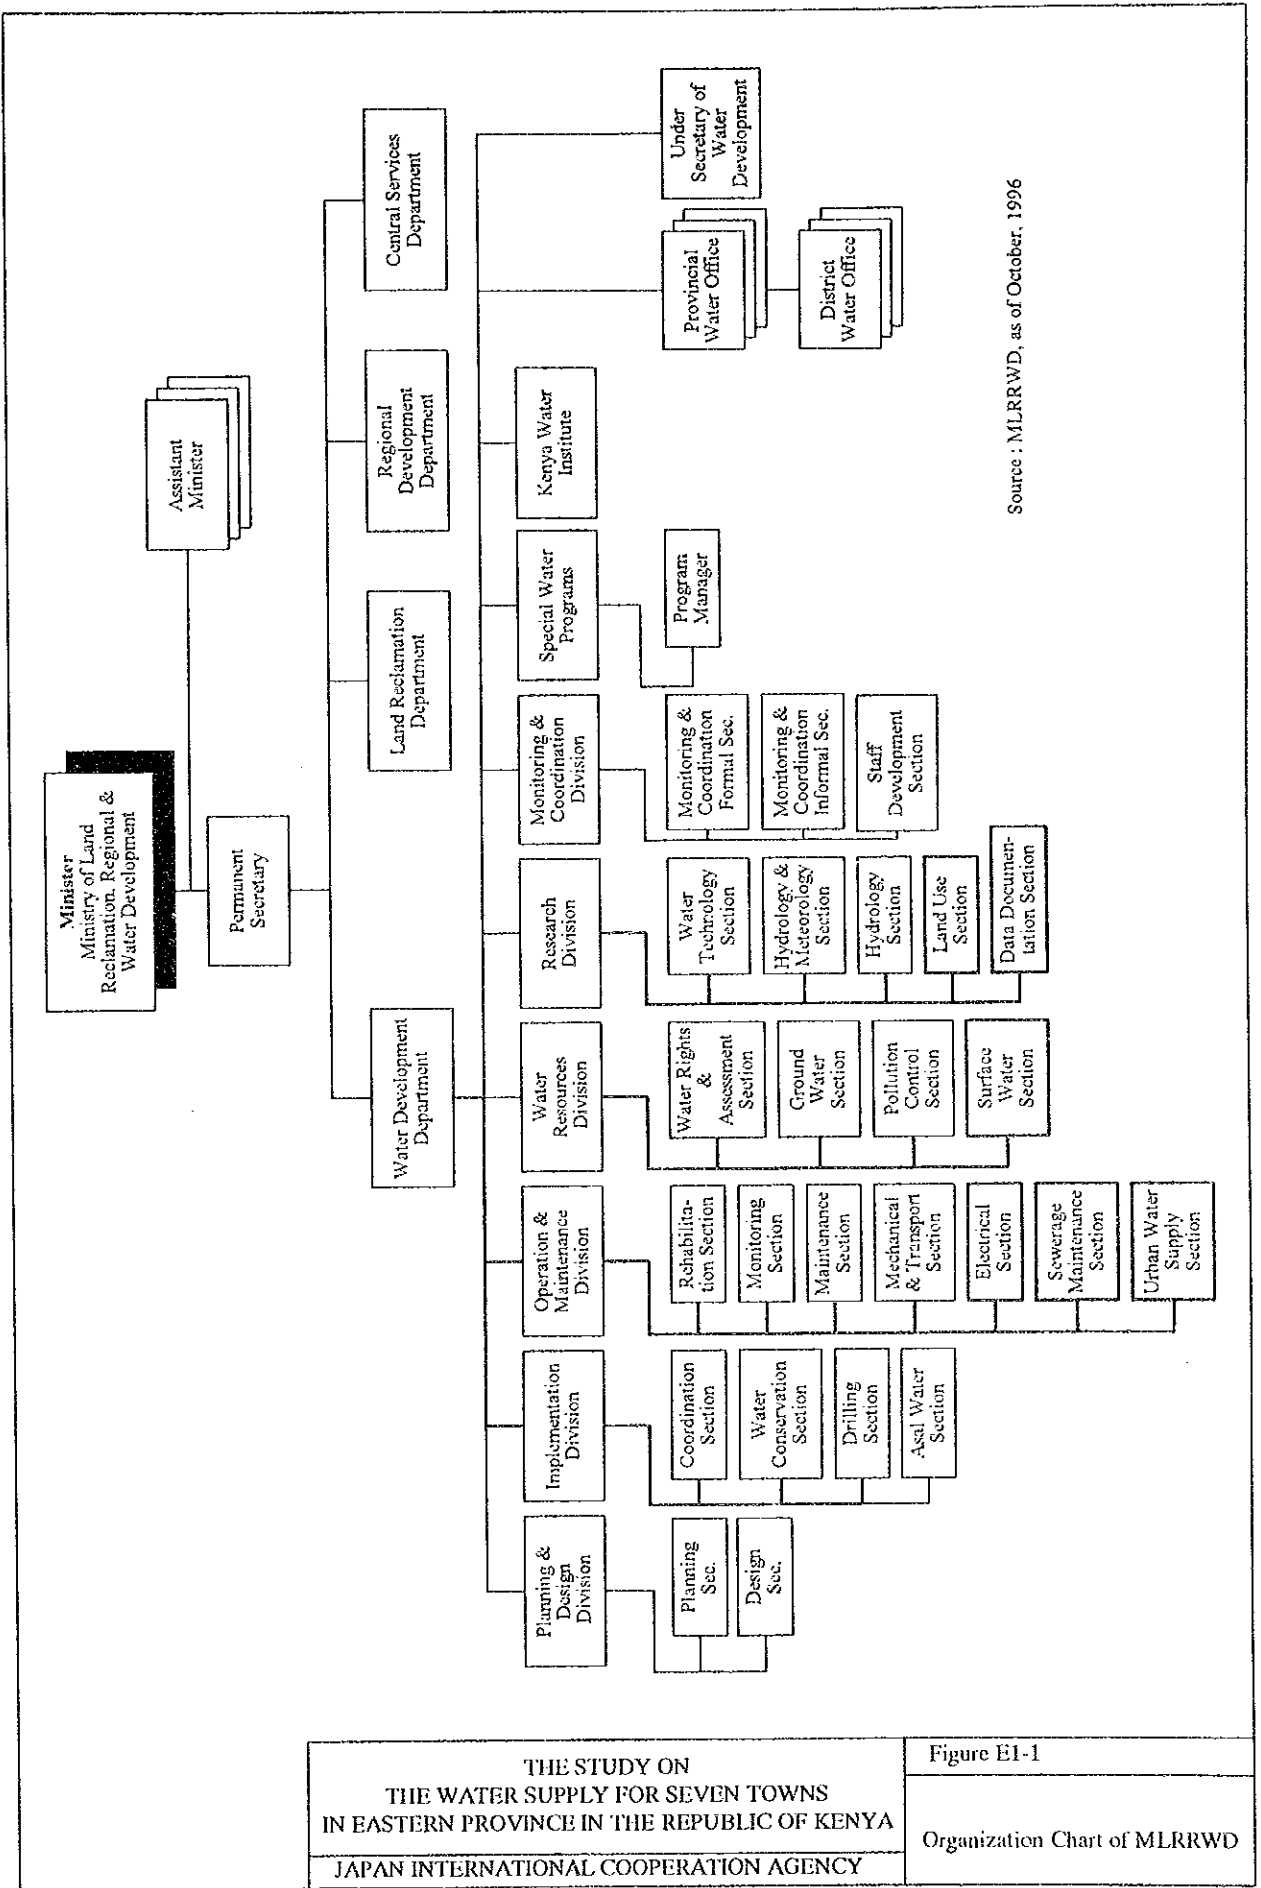 Minister
Ministry of Land
Reclamation, Regional &
Water Development
Assistant
Minister
Permanent
Secretary
Water Development
Department
Land Reclamation
Department
Regional
Development
Department
Central Services
Department
Planning &
Design
Division
Implementation
Division
Operation &
Maintenance
Division
Water
Resources
Division
Research
Division
Monitoring &
Coordination
Division
Special Water
Programs
Kenya Water
Institute
Provincial
Water Office
District
Water Office
Under
Secretary of
Water
Development
Planning
Sec.
Design
Sec.
Coordination
Section
Water
Conservation
Section
Drilling
Section
Asal Water
Section
Rehabilita-
tion Section
Monitoring
Section
Maintenance
Section
Mechanical
& Transport
Section
Electrical
Section
Sewerage
Maintenance
Section
Urban Water
Supply
Section
Water Rights
&
Assessment
Section
Ground
Water
Section
Pollution
Control
Section
Surface
Water
Section
Water
Technology
Section
Hydrology &
Meteorology
Section
Hydrology
Section
Land Use
Section
Data Documen-
tation Section
Monitoring &
Coordination
Formal Sec.
Monitoring &
Coordination
Informal Sec.
Staff
Development
Section
Program
Manager
Source : MLRRWD, as of October, 1996
THE STUDY ON
THE WATER SUPPLY FOR SEVEN TOWNS
IN EASTERN PROVINCE IN THE REPUBLIC OF KENYA
JAPAN INTERNATIONAL COOPERATION AGENCY
Figure E1-1
Organization Chart of MLRRWD